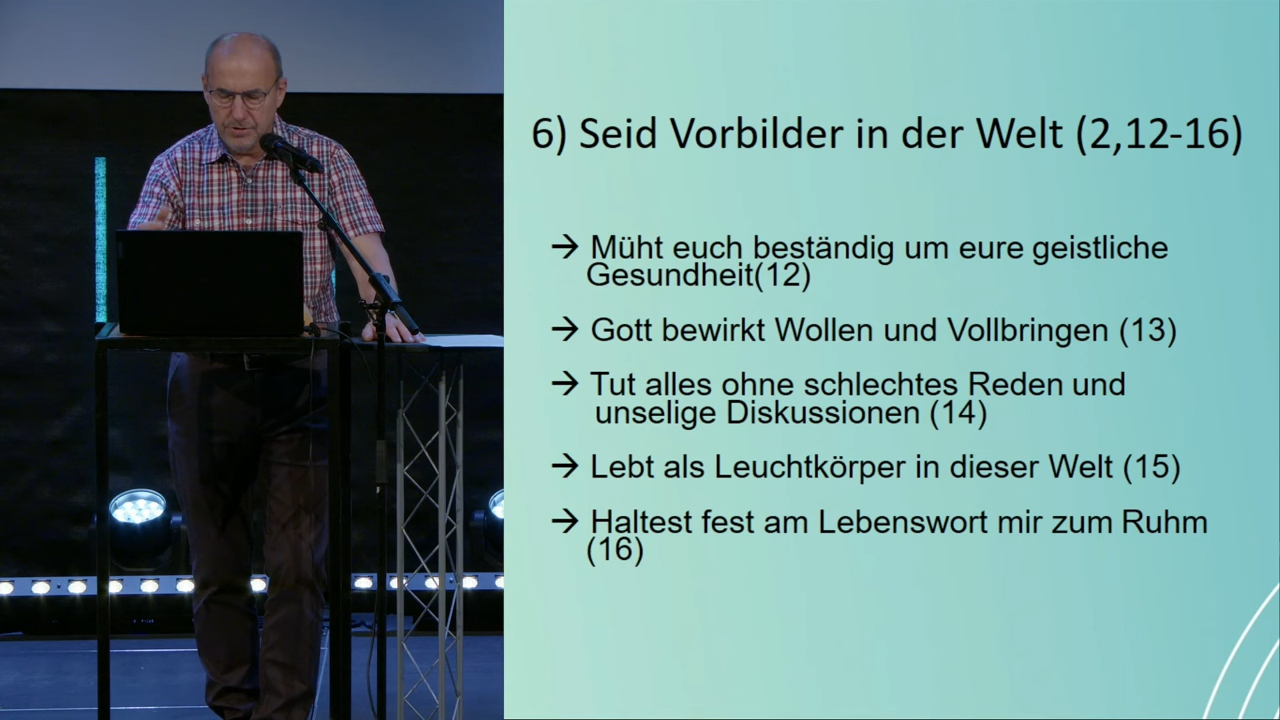 6) Seid Vorbilder in der Welt (2,12-16)
→ Müht euch beständig um eure geistliche
Gesundheit(12)
→ Gott bewirkt Wollen und Vollbringen (13)
→ Tut alles ohne schlechtes Reden und
unselige Diskussionen (14)
→ Lebt als Leuchtkörper in dieser Welt (15)
→ Haltest fest am Lebenswort mir zum Ruhm
(16)